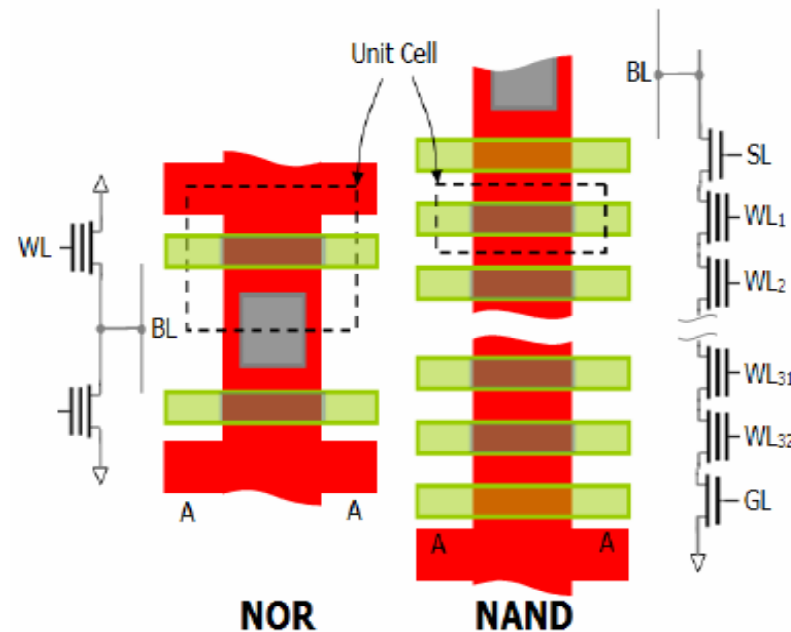 Unit Cell
BL
SL
WL
WL1
BL
WL2
WL31
WL32
GL
A A
A A
NOR NAND